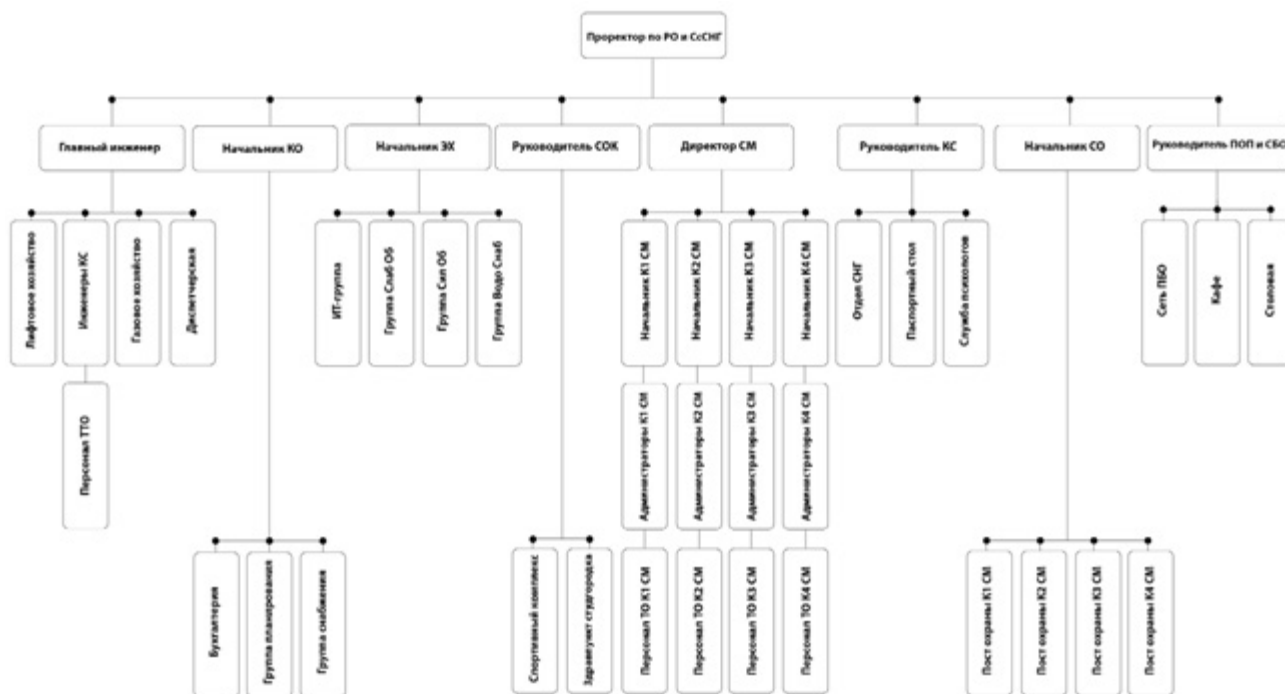 Проректор по РО и СсСНГ
Главный инженер
Начальник КО
Начальник ЭХ
Руководитель СОК
Директор СМ
Руководитель КС
Начальник СО
Руководитель ПОП и СБО
Лифтовое хозяйство
Инженеры КС
Газовое хозяйство
Диспетчерская
ИТ-группа
Группа Слаб Об
Группа Сил Об
Группа Водо Снаб
Начальник К1 СМ
Начальник К2 СМ
Начальник К3 СМ
Начальник К4 СМ
Отдел СНГ
Паспортный стол
Служба психологов
Сеть ПБО
Кафе
Столовая
Персонал ТТО
Администраторы К1 СМ
Администраторы К2 СМ
Администраторы К3 СМ
Администраторы К4 СМ
Бухгалтерия
Группа планирования
Группа снабжения
Спортивный комплекс
Здравпункт студгородка
Персонал ТО К1 СМ
Персонал ТО К2 СМ
Персонал ТО К3 СМ
Персонал ТО К4 СМ
Пост охраны К1 СМ
Пост охраны К2 СМ
Пост охраны К3 СМ
Пост охраны К4 СМ